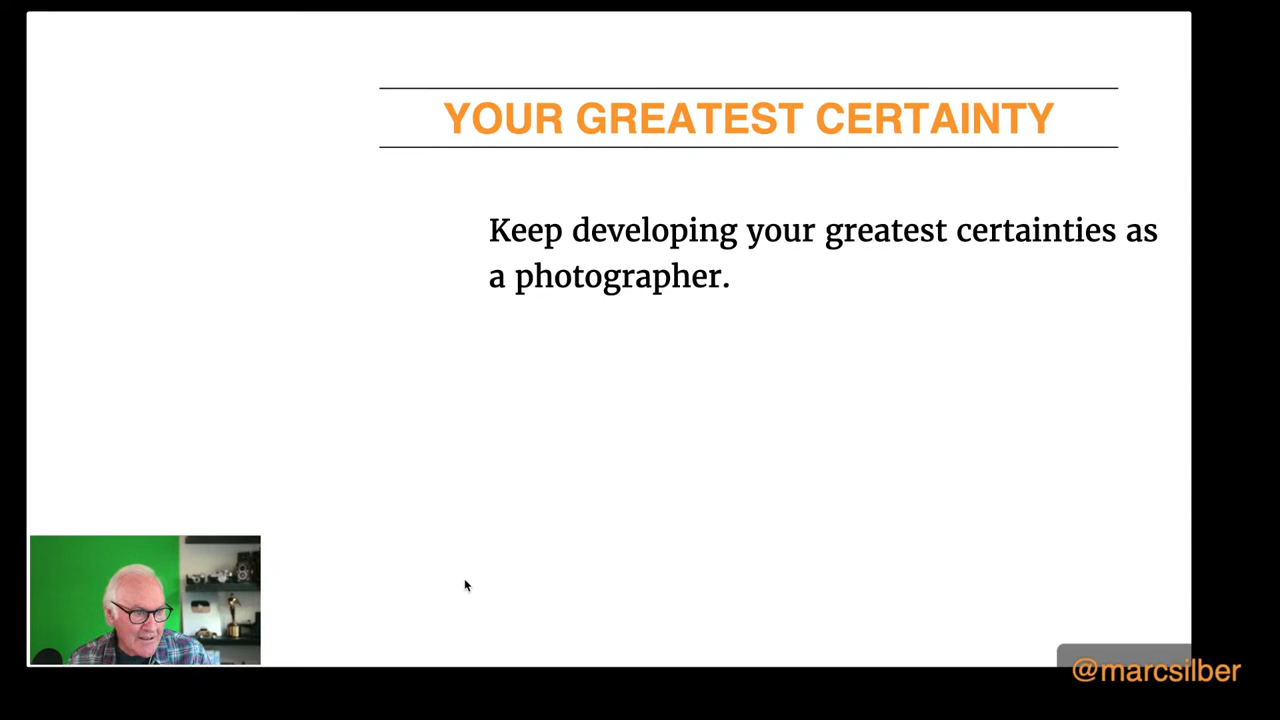 YOUR GREATEST CERTAINTY
Keep developing your greatest certainties as
a photographer.
@marcsilber